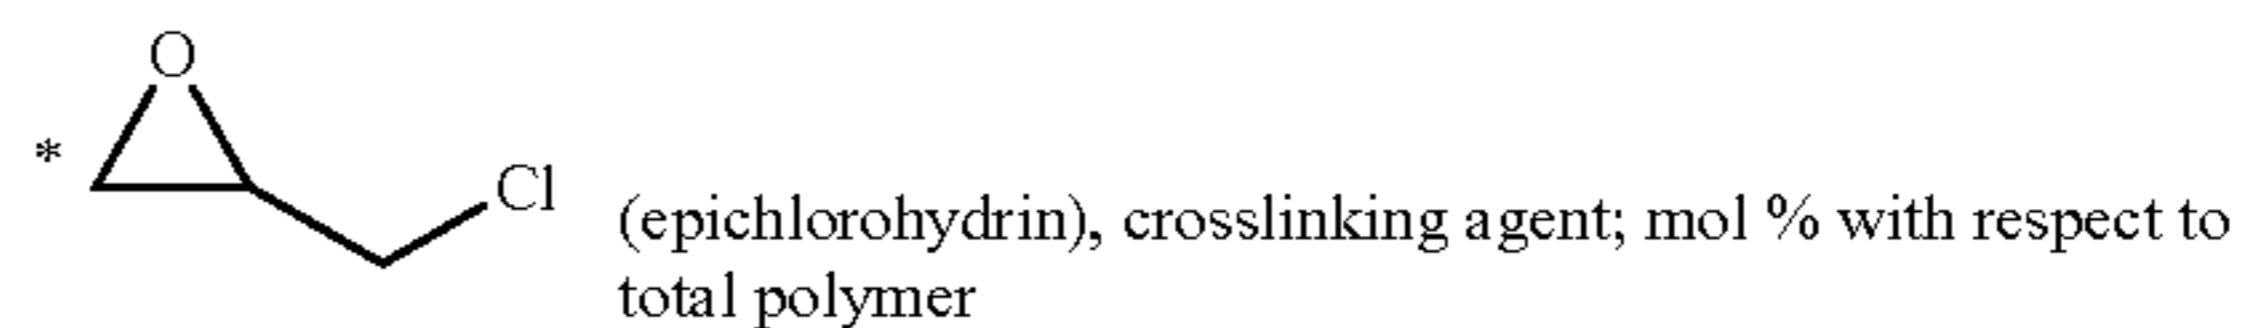 O
*
Cl
(epichlorohydrin), crosslinking agent; mol % with respect to
total polymer